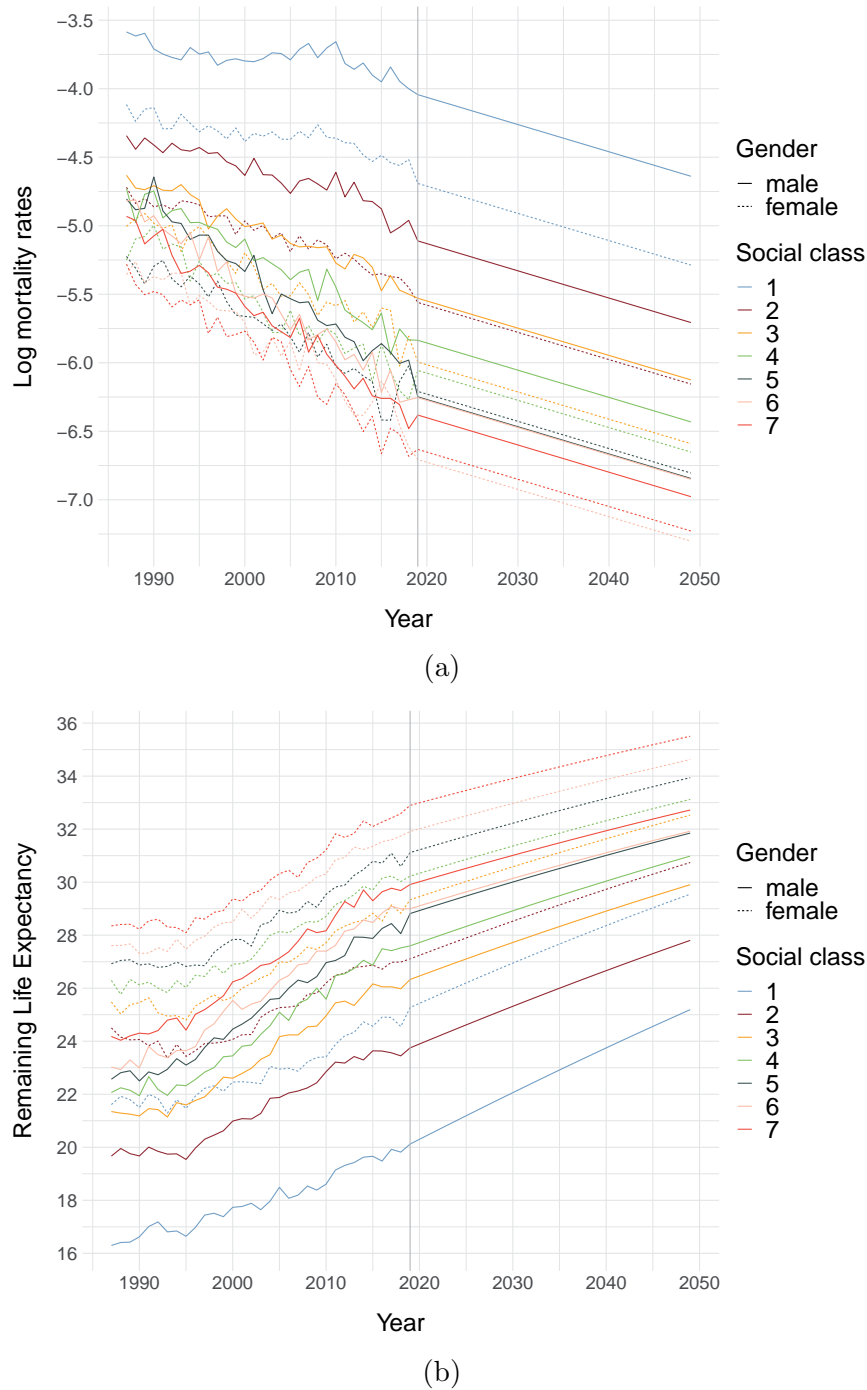 −3.5
−4.0
−4.5
−5.0
−5.5
−6.0
−6.5
−7.0
Log mortality rates
1990 2000 2010 2020 2030 2040 2050
Year
Gender
male
female
Social class
1
2
3
4
5
6
7
(a)
36
34
32
30
28
26
24
22
20
18
16
Remaining Life Expectancy
1990 2000 2010 2020 2030 2040 2050
Year
Gender
male
female
Social class
1
2
3
4
5
6
7
(b)